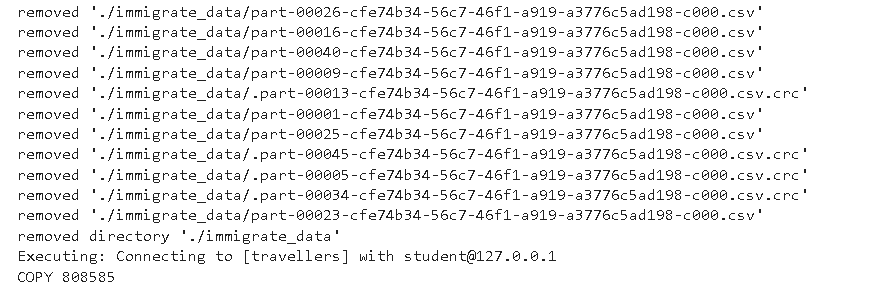 removed './immigrate_data/part-00026-cfe74b34-56c7-46f1-a919-a3776c5ad198-c000.csv'
removed './immigrate_data/part-00016-cfe74b34-56c7-46f1-a919-a3776c5ad198-c000.csv'
removed './immigrate_data/part-00040-cfe74b34-56c7-46f1-a919-a3776c5ad198-c000.csv'
removed './immigrate_data/part-00009-cfe74b34-56c7-46f1-a919-a3776c5ad198-c000.csv'
removed './immigrate_data/.part-00013-cfe74b34-56c7-46f1-a919-a3776c5ad198-c000.csv.crc'
removed './immigrate_data/part-00001-cfe74b34-56c7-46f1-a919-a3776c5ad198-c000.csv'
removed './immigrate_data/part-00025-cfe74b34-56c7-46f1-a919-a3776c5ad198-c000.csv'
removed './immigrate_data/.part-00045-cfe74b34-56c7-46f1-a919-a3776c5ad198-c000.csv.crc'
removed './immigrate_data/.part-00005-cfe74b34-56c7-46f1-a919-a3776c5ad198-c000.csv.crc'
removed './immigrate_data/.part-00034-cfe74b34-56c7-46f1-a919-a3776c5ad198-c000.csv.crc'
removed './immigrate_data/part-00023-cfe74b34-56c7-46f1-a919-a3776c5ad198-c000.csv'
removed directory './immigrate_data'
Executing: Connecting to [travellers] with student@127.0.0.1
COPY 808585